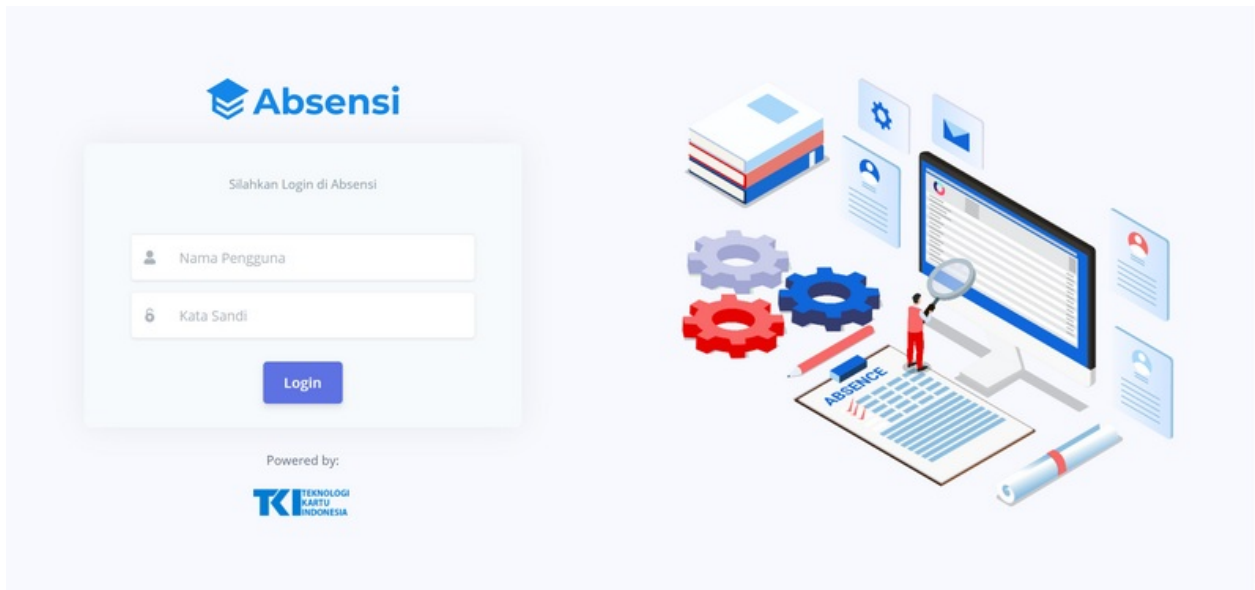 Absensi
Silahkan Login di Absensi
Nama Pengguna
Kata Sandi
Login
Powered by:
TKI TEKNOLOGI
KARTU
INDONESIA
ABSENCE